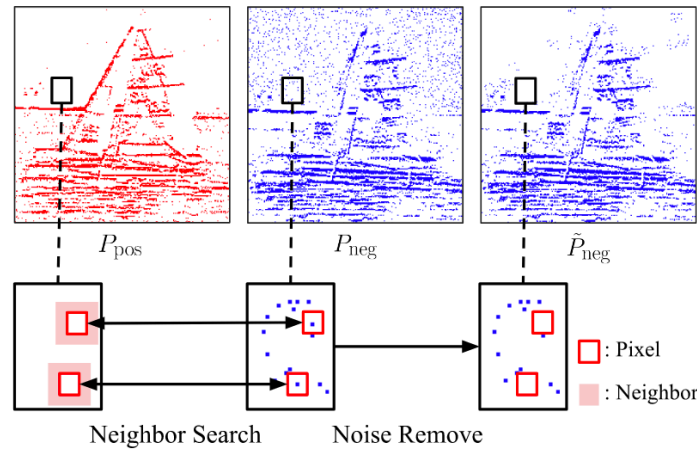 P_pos
P_neg
P̃_neg
: Pixel
: Neighbor
Neighbor Search
Noise Remove